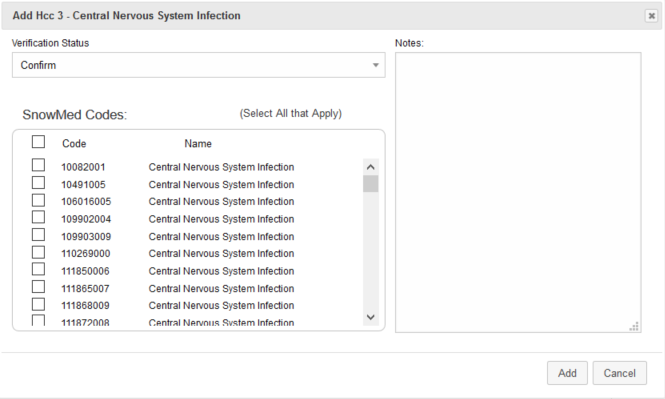 Add Hcc 3 - Central Nervous System Infection
Verification Status
Confirm
Notes:
SnowMed Codes:
(Select All that Apply)
Code Name
10082001 Central Nervous System Infection
10491005 Central Nervous System Infection
106016005 Central Nervous System Infection
109902004 Central Nervous System Infection
109903009 Central Nervous System Infection
110269000 Central Nervous System Infection
111850006 Central Nervous System Infection
111865007 Central Nervous System Infection
111868009 Central Nervous System Infection
111872008 Central Nervous System Infection
Add Cancel